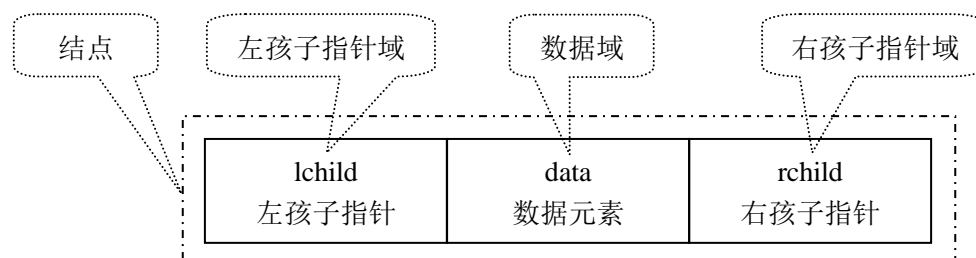 结点
左孩子指针域
数据域
右孩子指针域
lchild
data
rchild
左孩子指针
数据元素
右孩子指针